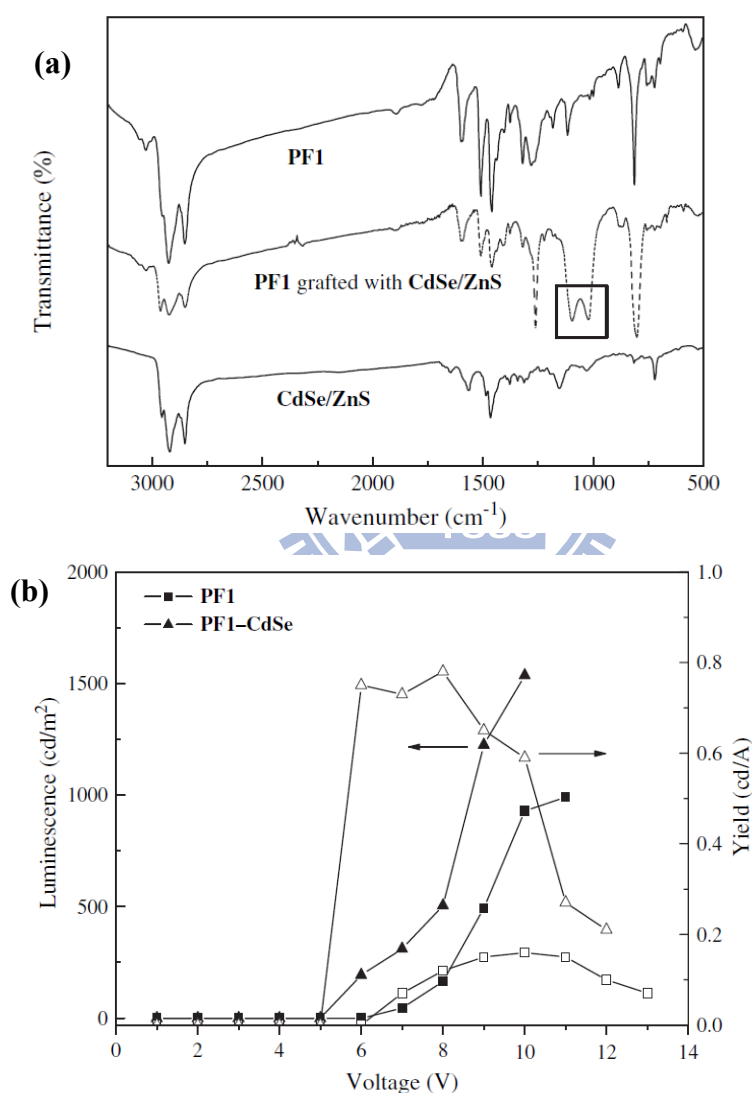 (a)
Transmittance (%)
PF1
PF1 grafted with CdSe/ZnS
CdSe/ZnS
3000 2500 2000 1500 1000 500
Wavenumber (cm-1)
(b)
PF1
PF1–CdSe
Luminescence (cd/m2)
2000
1500
1000
500
0
Yield (cd/A)
1.0
0.8
0.6
0.4
0.2
0.0
0 2 4 6 8 10 12 14
Voltage (V)